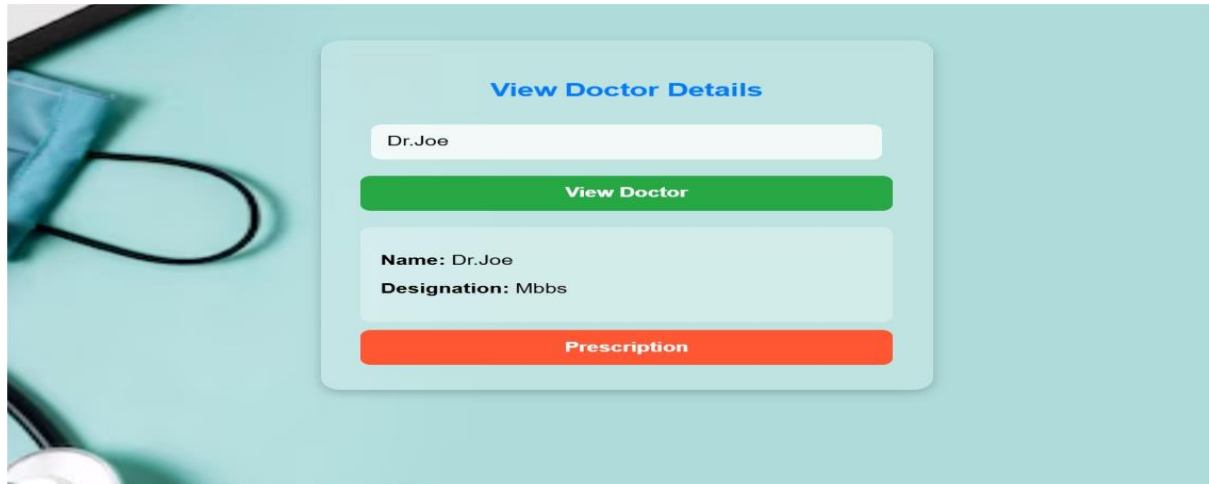 View Doctor Details
Dr.Joe
View Doctor
Name: Dr.Joe
Designation: Mbbs
Prescription